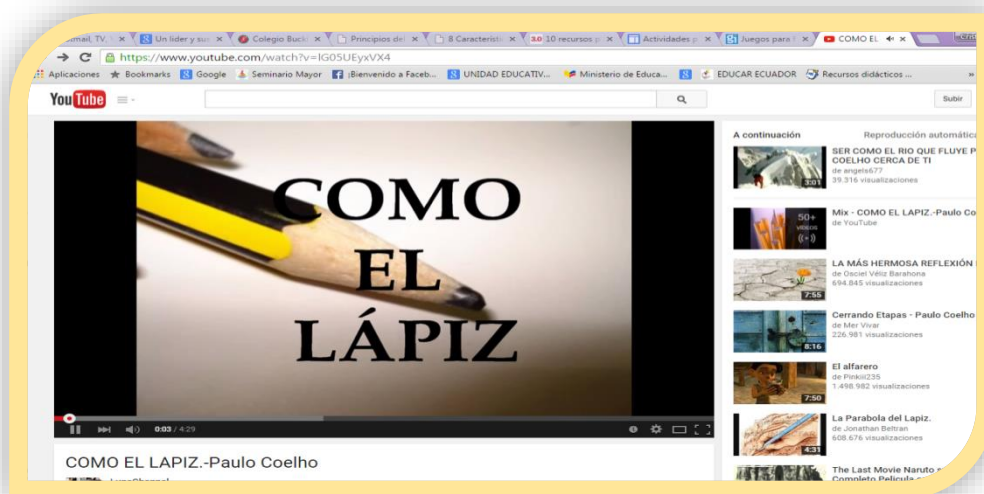 Un lider y su
Colegio Buck
Principios de
8 Característi
10 recursos p
Actividades p
Juegos para
COMO EL
https://www.youtube.com/watch?v=IG05UEyxVX4
Aplicaciones Bookmarks Google Seminario Mayor ¡Bienvenido a Faceb... UNIDAD EDUCATIV... Ministerio de Educa... EDUCAR ECUADOR Recursos didácticos ... »
YouTube Subir
COMO
EL
LÁPIZ
0:03 / 4:29
COMO EL LAPIZ.-Paulo Coelho
A continuación Reproducción automátic
SER COMO EL RIO QUE FLUYE P
COELHO CERCA DE TI
de angels677
39.316 visualizaciones
3:01
Mix - COMO EL LAPIZ.-Paulo Co
de YouTube
50+
VIDEOS
LA MÁS HERMOSA REFLEXIÓN
de Osciel Véliz Barahona
694.845 visualizaciones
7:55
Cerrando Etapas - Paulo Coelho
de Mer Vivar
226.981 visualizaciones
8:16
El alfarero
de Pinkiii235
1.498.982 visualizaciones
7:50
La Parabola del Lapiz.
de Jonathan Beltran
608.676 visualizaciones
4:31
The Last Movie Naruto
Completo Pelicula